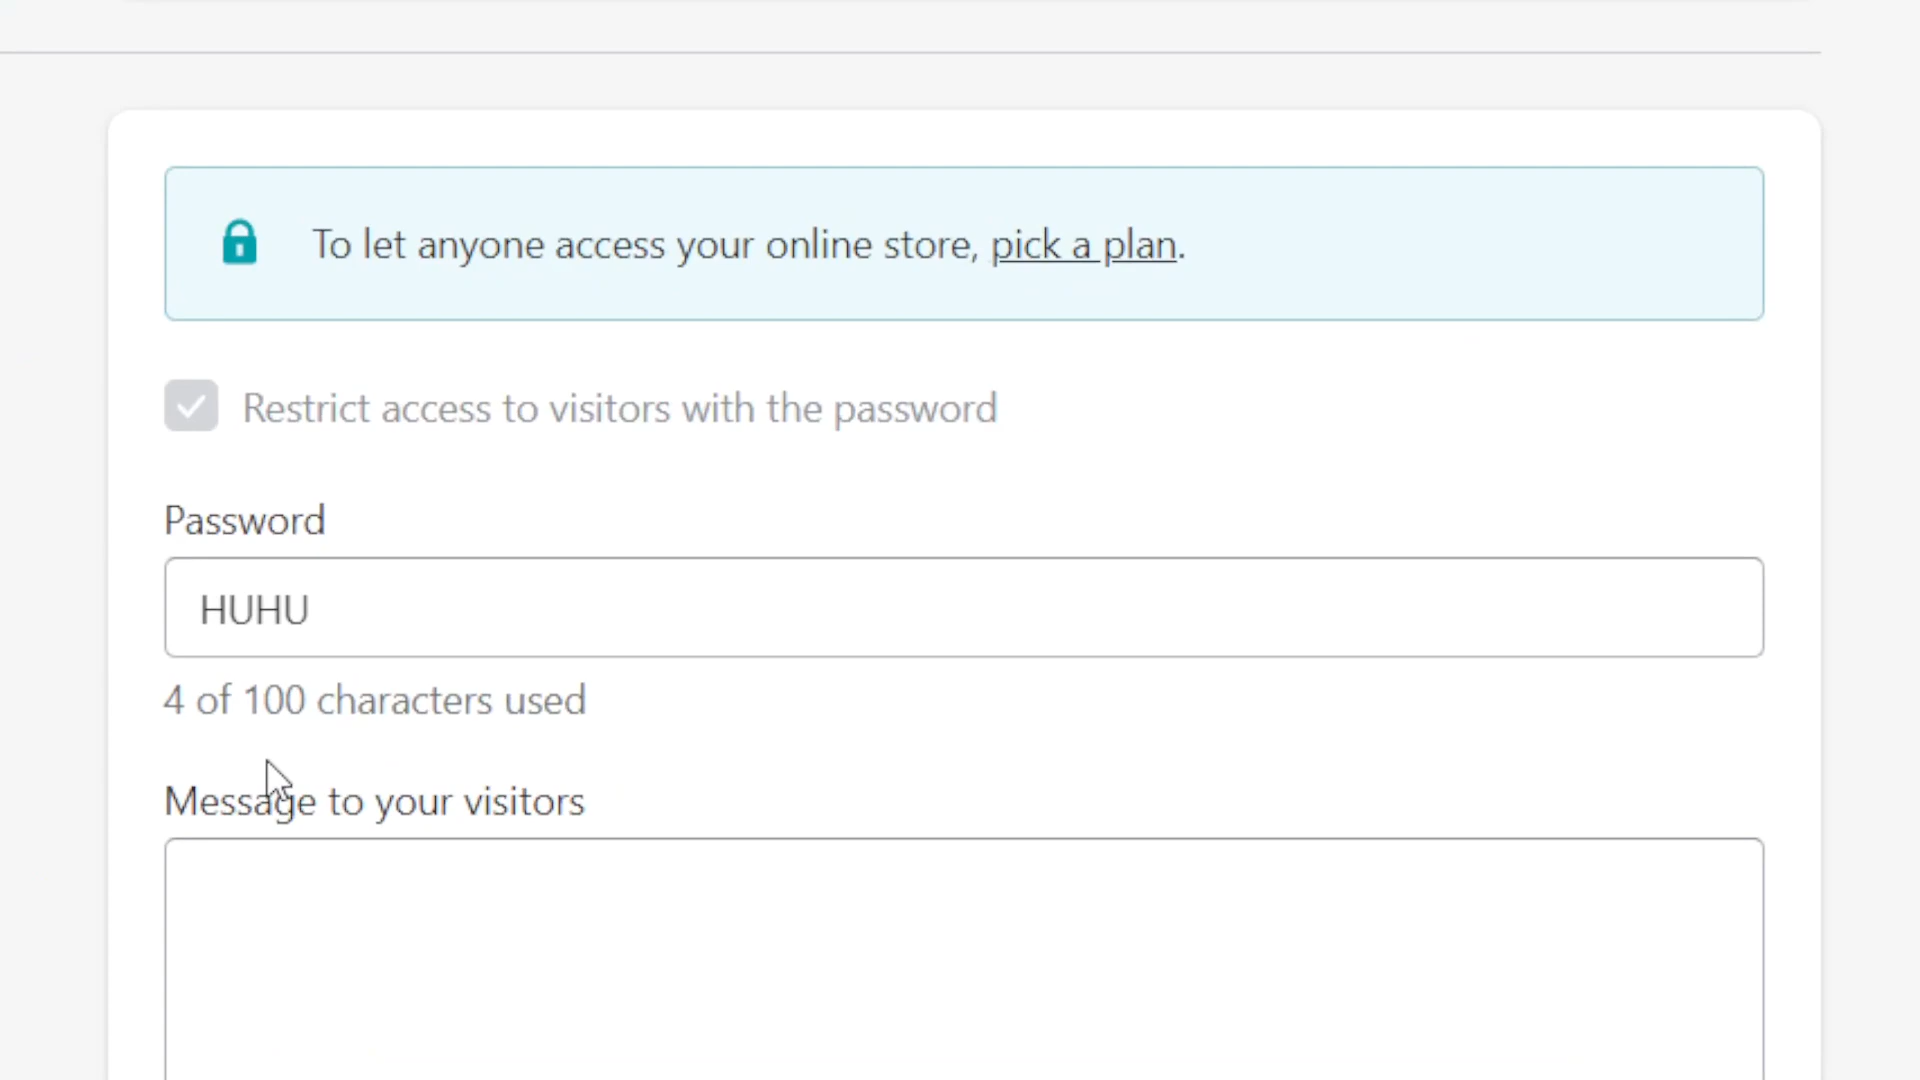 To let anyone access your online store, pick a plan.
Restrict access to visitors with the password
Password
HUHU
4 of 100 characters used
Message to your visitors